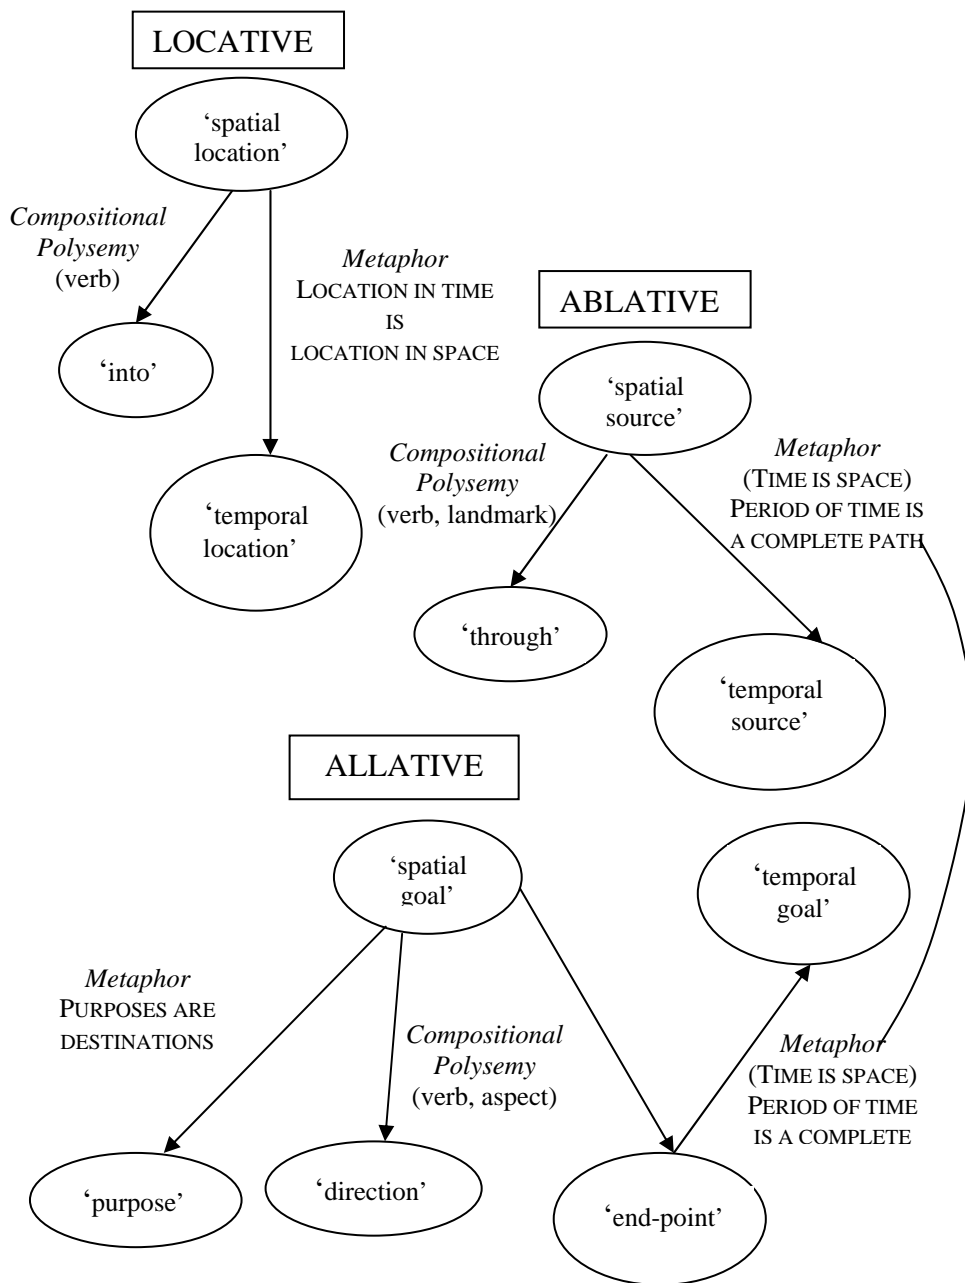 LOCATIVE
‘spatial
location’
Compositional
Polysemy
(verb)
Metaphor
LOCATION IN TIME
IS
LOCATION IN SPACE
‘into’
‘temporal
location’
ABLATIVE
‘spatial
source’
Compositional
Polysemy
(verb, landmark)
Metaphor
(TIME IS SPACE)
PERIOD OF TIME IS
A COMPLETE PATH
‘through’
‘temporal
source’
ALLATIVE
‘spatial
goal’
‘temporal
goal’
Metaphor
PURPOSES ARE
DESTINATIONS
Compositional
Polysemy
(verb, aspect)
Metaphor
(TIME IS SPACE)
PERIOD OF TIME
IS A COMPLETE
‘purpose’
‘direction’
‘end-point’